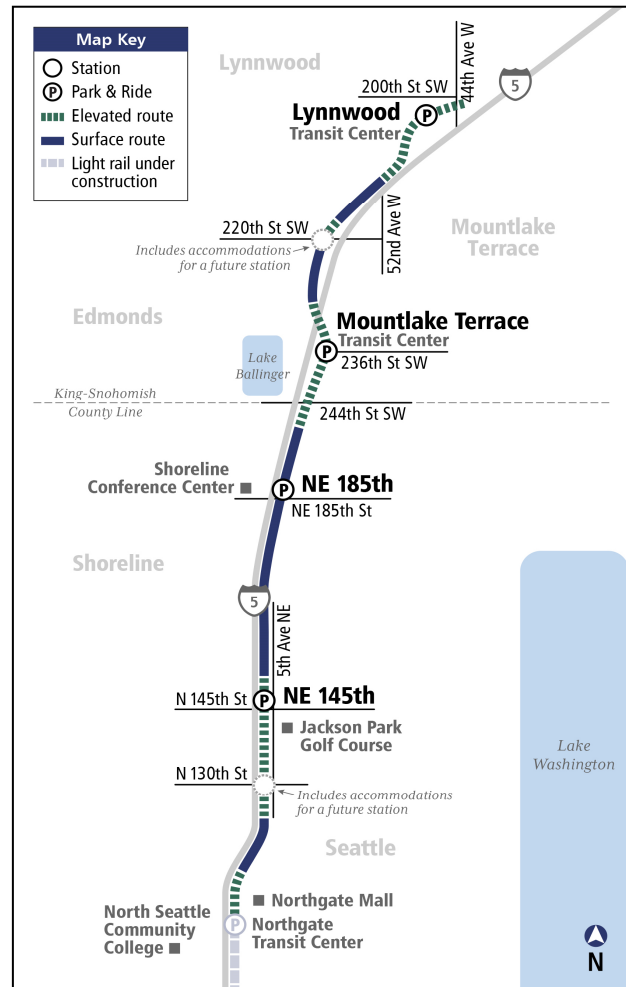 Map Key
Station
P Park & Ride
Elevated route
Surface route
Light rail under
construction
Lynnwood
44th Ave W
200th St SW
5
Lynnwood
Transit Center
P
52nd Ave W
220th St SW
Includes accommodations
for a future station
Mountlake
Terrace
Edmonds
Mountlake Terrace
Transit Center
P
236th St SW
Lake
Ballinger
King-Snohomish
County Line
244th St SW
Shoreline
Conference Center
P
NE 185th
NE 185th St
Shoreline
5
5th Ave NE
N 145th St
P
NE 145th
Jackson Park
Golf Course
Lake
Washington
N 130th St
Includes accommodations
for a future station
Seattle
Northgate Mall
North Seattle
Community
College
P
Northgate
Transit Center
N